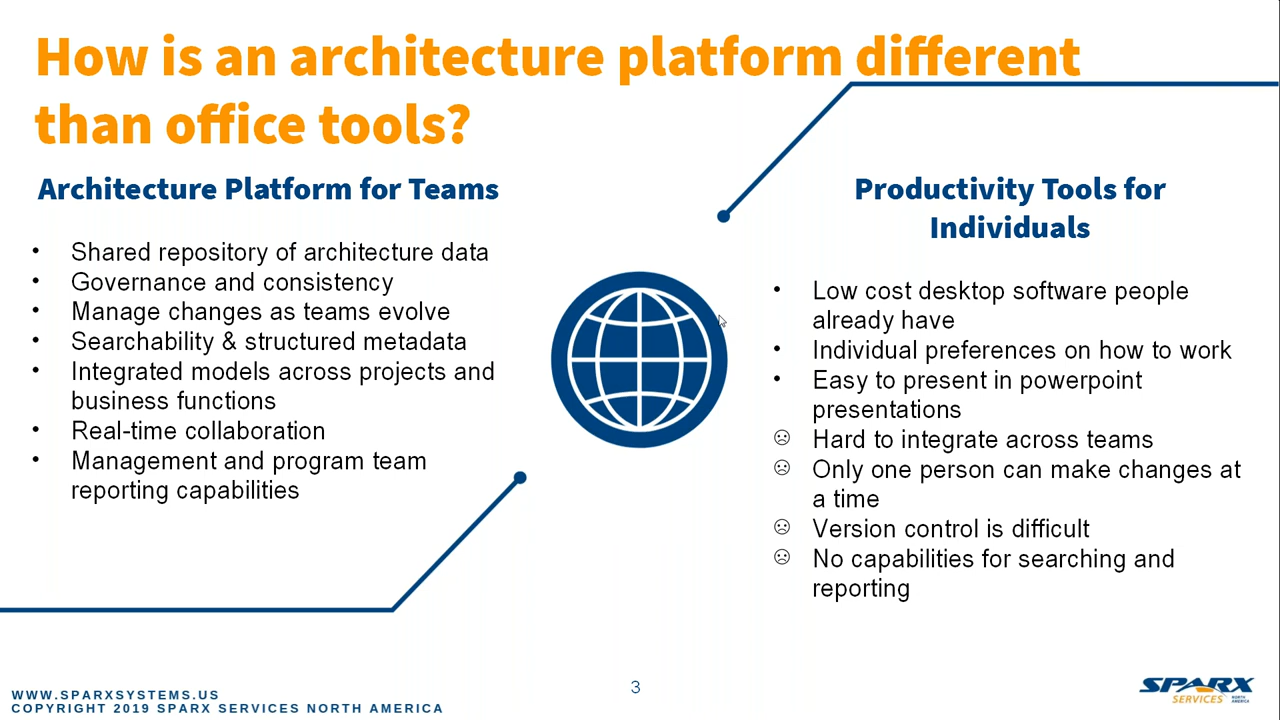 How is an architecture platform different
than office tools?
Architecture Platform for Teams
• Shared repository of architecture data
• Governance and consistency
• Manage changes as teams evolve
• Searchability & structured metadata
• Integrated models across projects and
business functions
• Real-time collaboration
• Management and program team
reporting capabilities
Productivity Tools for
Individuals
• Low cost desktop software people
already have
• Individual preferences on how to work
• Easy to present in powerpoint
presentations
☹ Hard to integrate across teams
☹ Only one person can make changes at
a time
☹ Version control is difficult
☹ No capabilities for searching and
reporting
WWW.SPARXSYSTEMS.US
COPYRIGHT 2019 SPARX SERVICES NORTH AMERICA
3
SPARX
SERVICES
NORTH
AMERICA